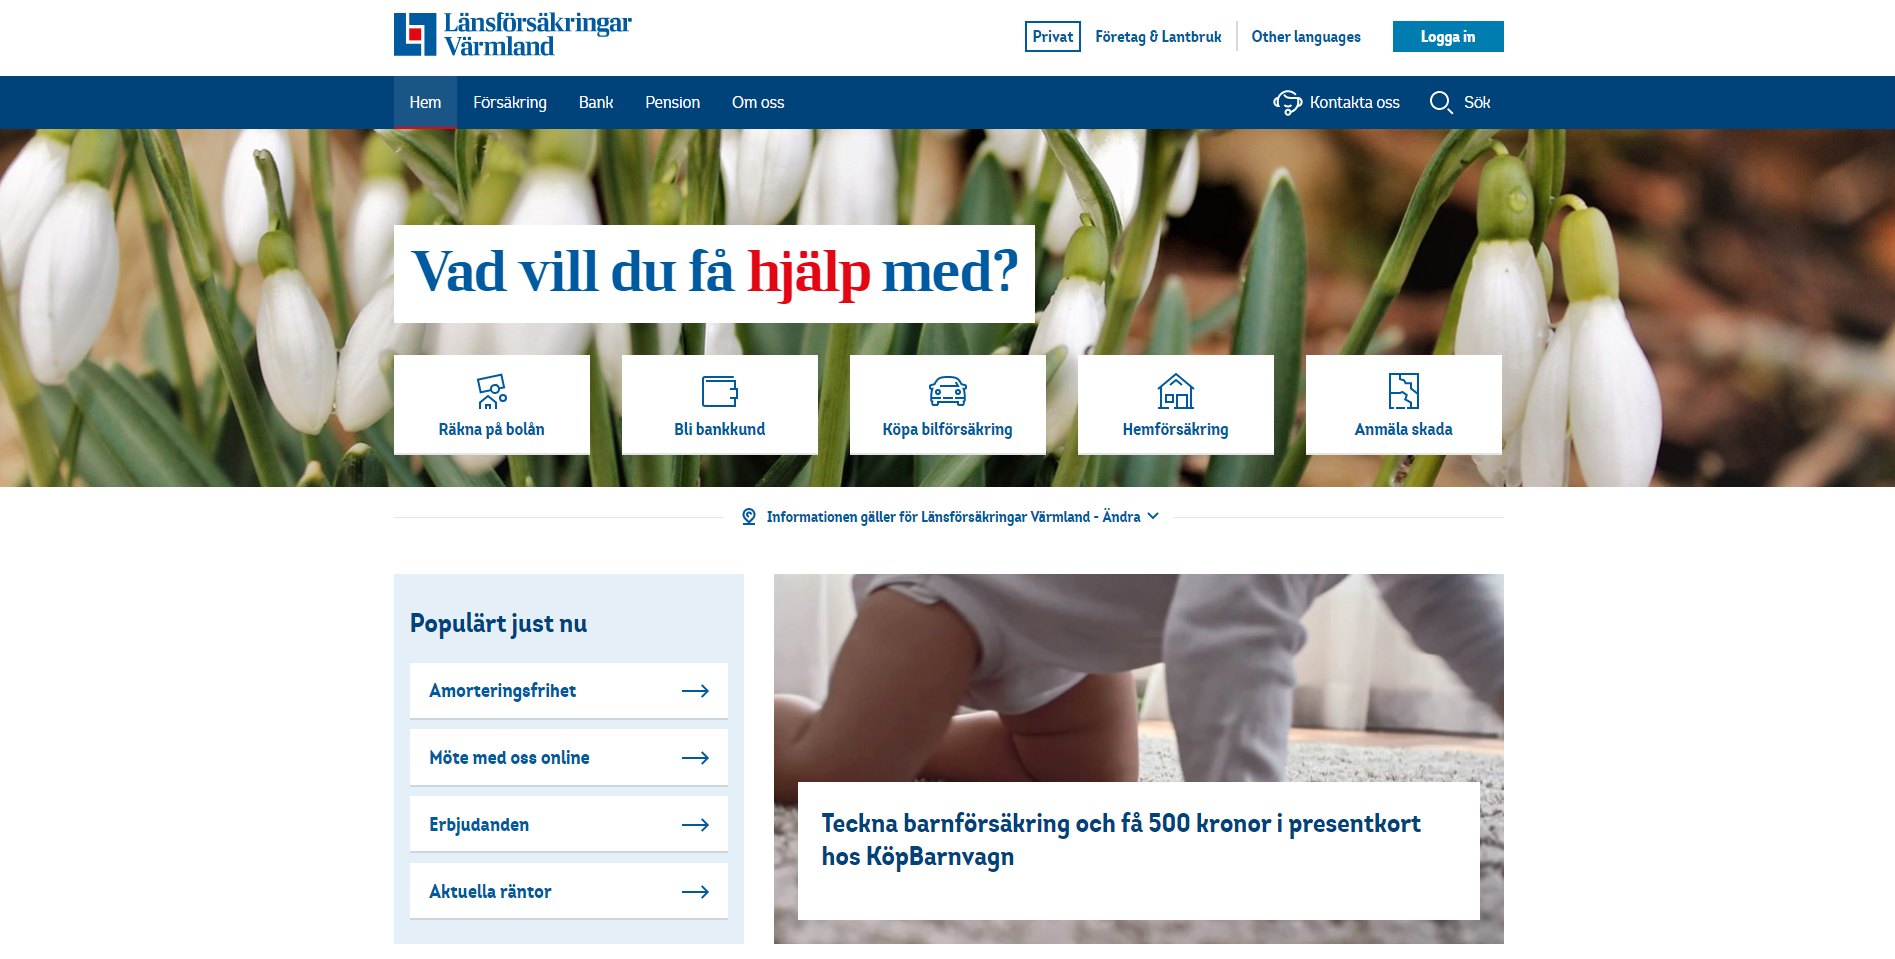 Länsförsäkringar
Värmland
Privat
Företag & Lantbruk
Other languages
Logga in
Hem
Försäkring
Bank
Pension
Om oss
Kontakta oss
Sök
Vad vill du få hjälp med?
Räkna på bolån
Bli bankkund
Köpa bilförsäkring
Hemförsäkring
Anmäla skada
Informationen gäller för Länsförsäkringar Värmland - Ändra
Populärt just nu
Amorteringsfrihet
Möte med oss online
Erbjudanden
Aktuella räntor
Teckna barnförsäkring och få 500 kronor i presentkort
hos KöpBarnvagn